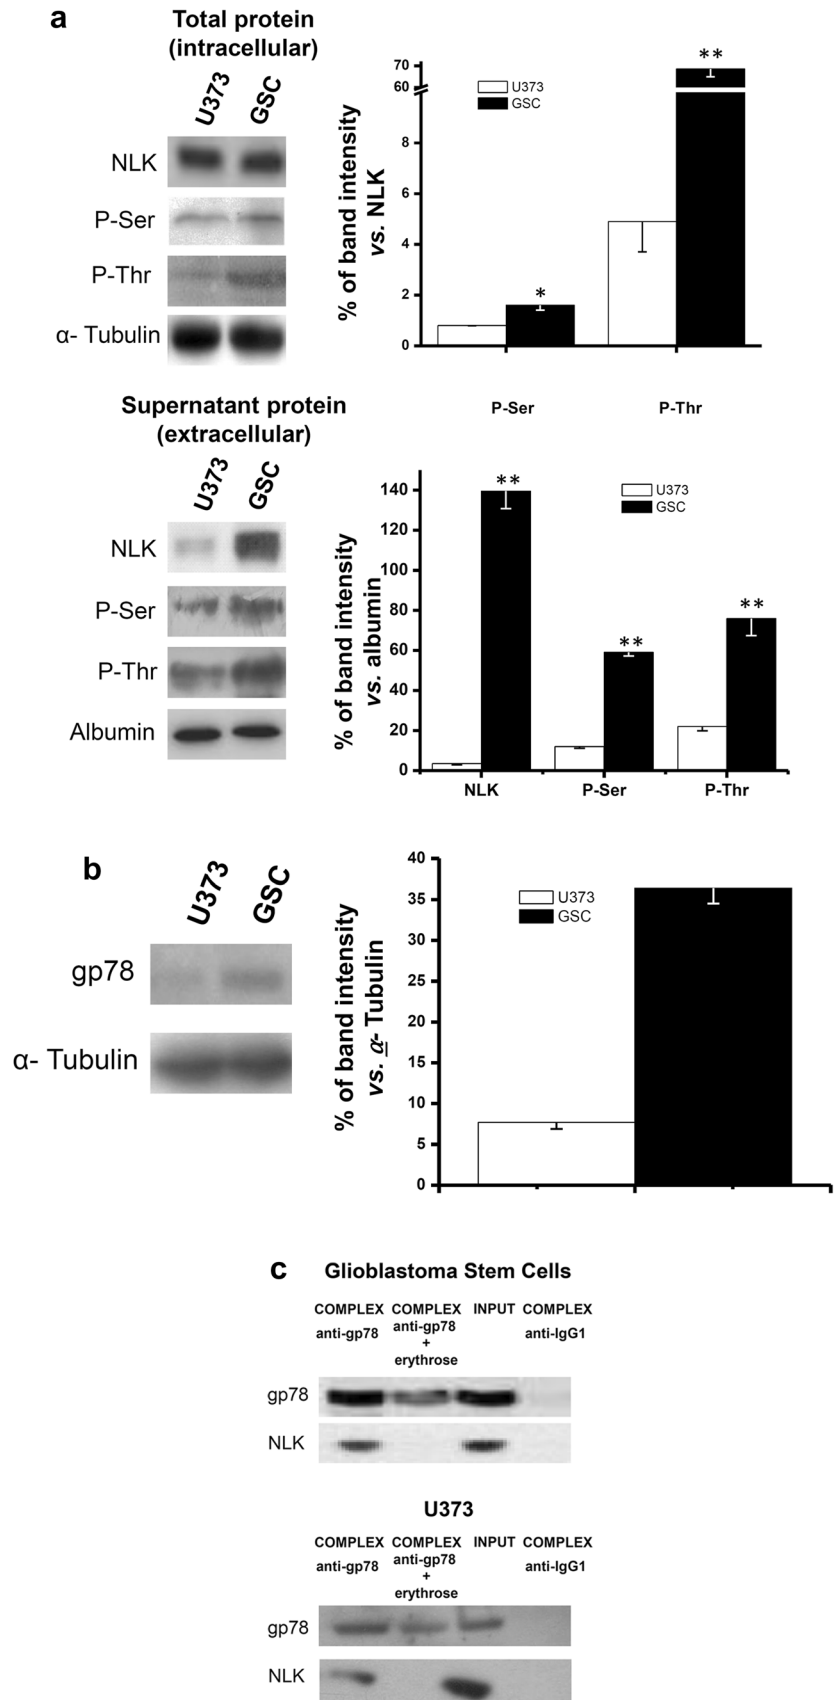 a
Total protein
(intracellular)
U373 GSC
NLK
P-Ser
P-Thr
α- Tubulin
% of band intensity
vs. NLK
70
60
8
6
4
2
0
U373
GSC
*
**
P-Ser P-Thr
Supernatant protein
(extracellular)
U373 GSC
NLK
P-Ser
P-Thr
Albumin
% of band intensity
vs. albumin
140
120
100
80
60
40
20
0
U373
GSC
**
**
**
NLK P-Ser P-Thr
b
U373 GSC
gp78
α- Tubulin
% of band intensity
vs. α- Tubulin
40
35
30
25
20
15
10
5
0
U373
GSC
c
Glioblastoma Stem Cells
COMPLEX COMPLEX INPUT COMPLEX
anti-gp78 anti-gp78 anti-IgG1
+
erythrose
gp78
NLK
U373
COMPLEX COMPLEX INPUT COMPLEX
anti-gp78 anti-gp78 anti-IgG1
+
erythrose
gp78
NLK